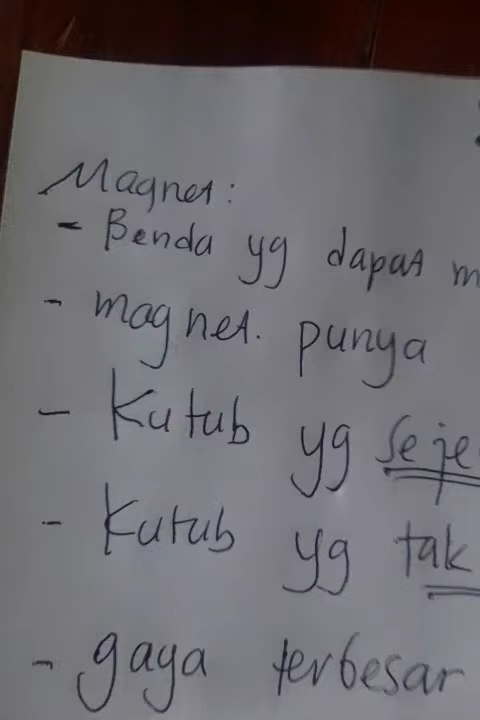 Magnet:
- Benda yg dapat m
- magnet. punya
- Kutub yg seje
- Kutub yg tak
- gaya terbesar